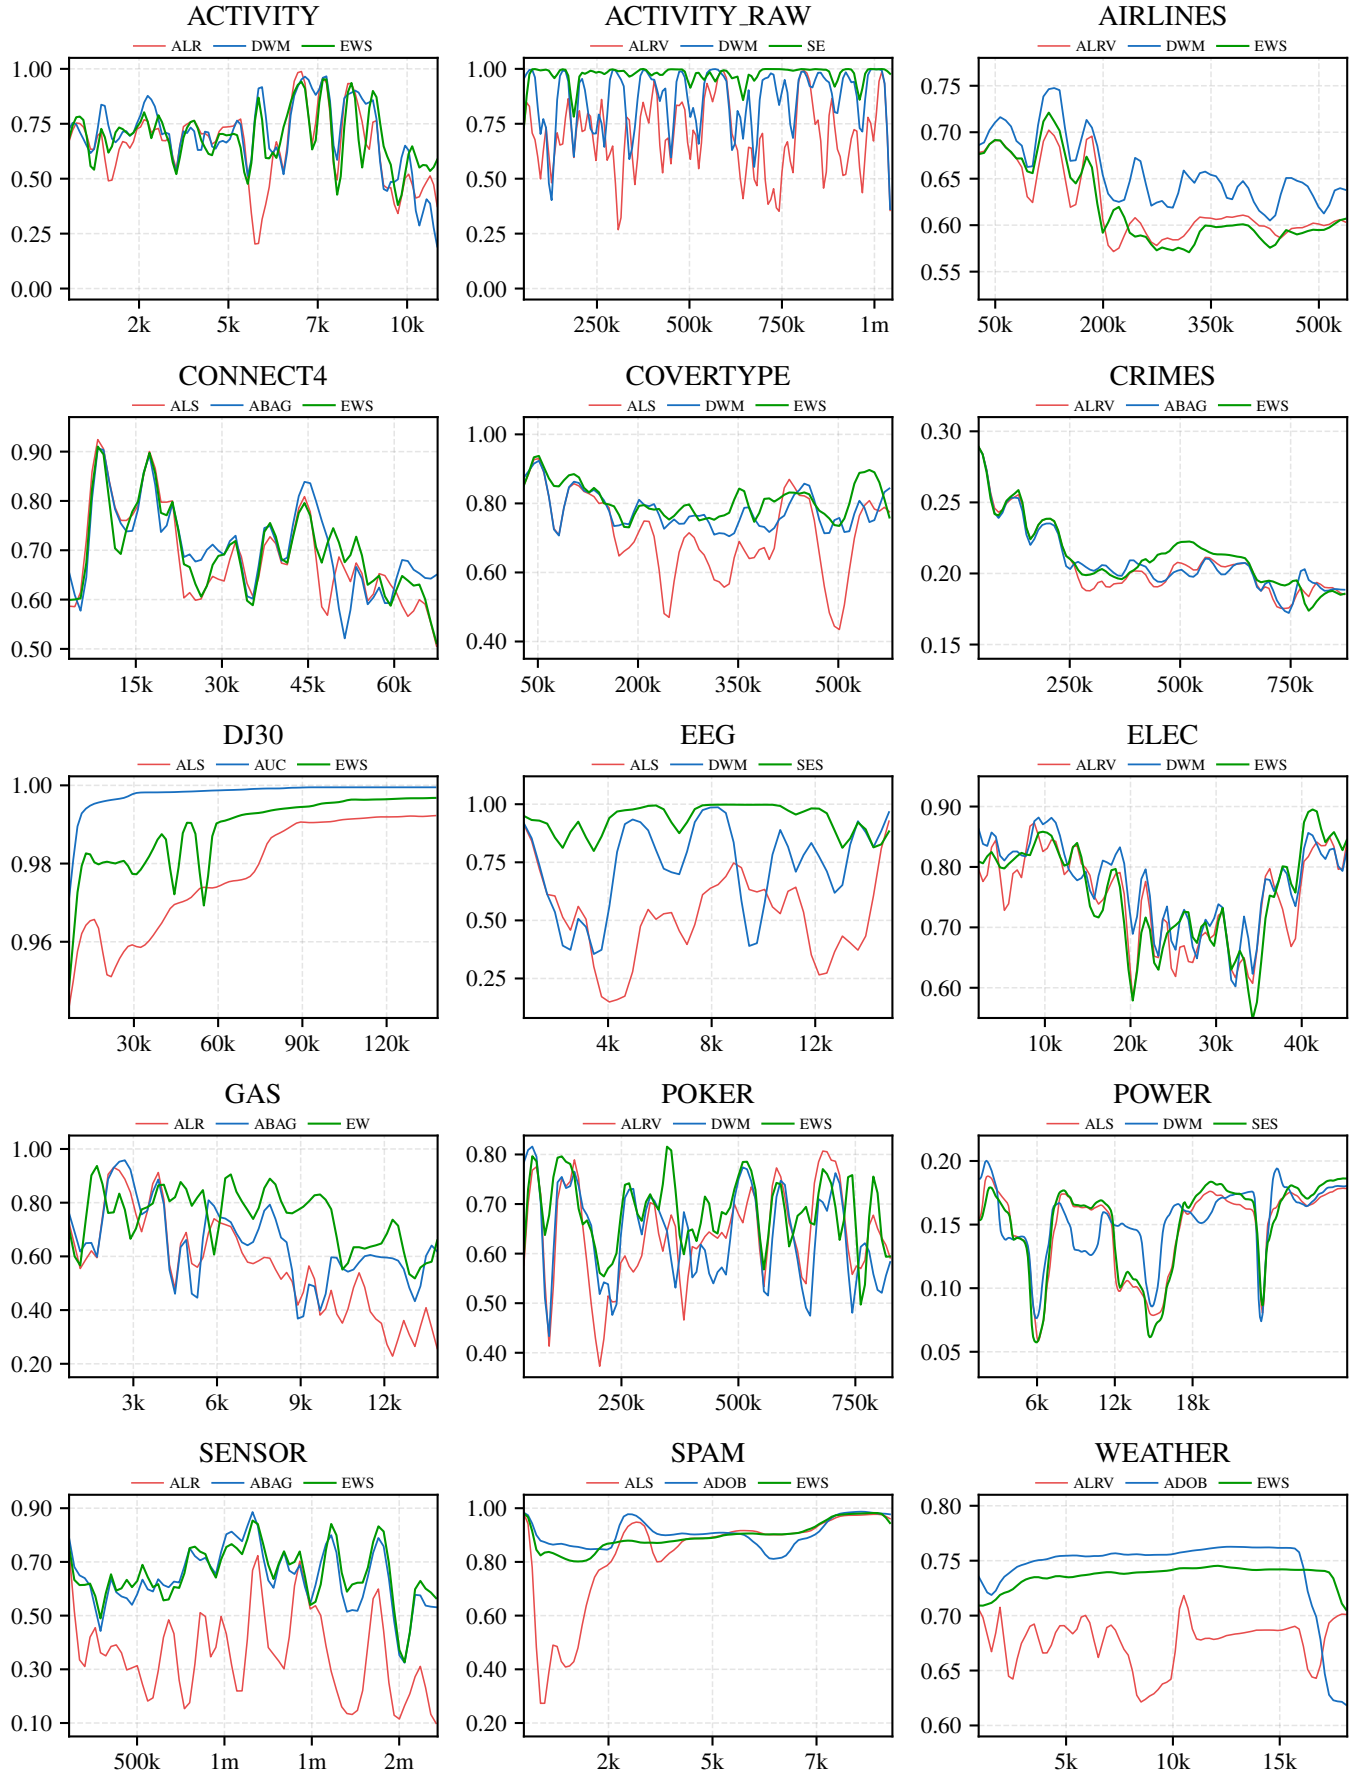 ACTIVITY ACTIVITY_RAW AIRLINES
ALR DWM EWS ALRV DWM SE ALRV DWM EWS
1.00 0.75 0.50 0.25 0.00
2k 5k 7k 10k
1.00 0.75 0.50 0.25 0.00
250k 500k 750k 1m
0.75 0.70 0.65 0.60 0.55
50k 200k 350k 500k
CONNECT4 COVERTYPE CRIMES
ALS ABAG EWS ALS DWM EWS ALRV ABAG EWS
0.90 0.80 0.70 0.60 0.50
15k 30k 45k 60k
1.00 0.80 0.60 0.40
50k 200k 350k 500k
0.30 0.25 0.20 0.15
250k 500k 750k
DJ30 EEG ELEC
ALS AUC EWS ALS DWM SES ALRV DWM EWS
1.00 0.98 0.96
30k 60k 90k 120k
1.00 0.75 0.50 0.25
4k 8k 12k
0.90 0.80 0.70 0.60
10k 20k 30k 40k
GAS POKER POWER
ALR ABAG EW ALRV DWM EWS ALS DWM SES
1.00 0.80 0.60 0.40 0.20
3k 6k 9k 12k
0.80 0.70 0.60 0.50 0.40
250k 500k 750k
0.20 0.15 0.10 0.05
6k 12k 18k
SENSOR SPAM WEATHER
ALR ABAG EWS ALS ADOB EWS ALRV ADOB EWS
0.90 0.70 0.50 0.30 0.10
500k 1m 1m 2m
1.00 0.80 0.60 0.40 0.20
2k 5k 7k
0.80 0.75 0.70 0.65 0.60
5k 10k 15k